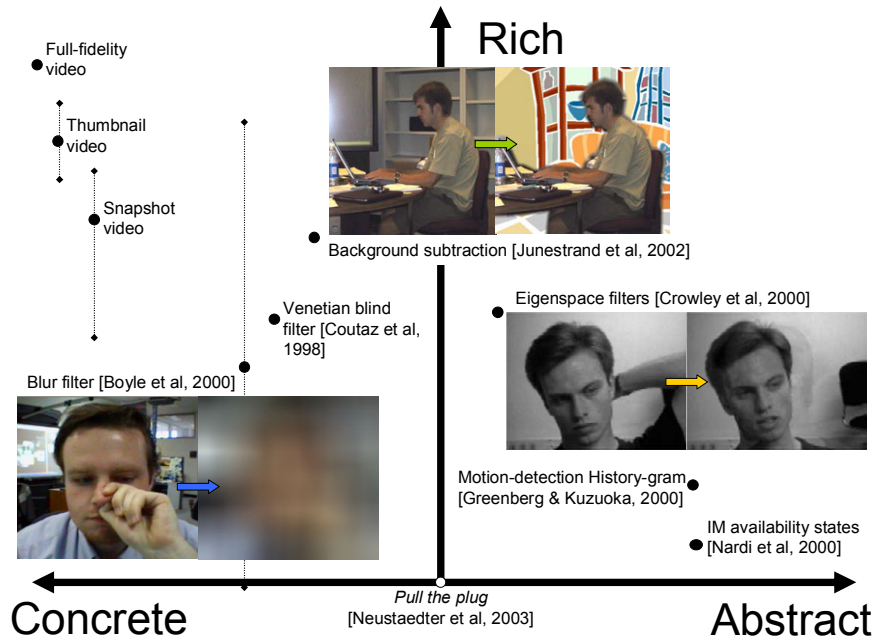 Rich
Full-fidelity
video
Thumbnail
video
Snapshot
video
Background subtraction [Junestrand et al, 2002]
Venetian blind
filter [Coutaz et al,
1998]
Eigenspace filters [Crowley et al, 2000]
Blur filter [Boyle et al, 2000]
Motion-detection History-gram
[Greenberg & Kuzuoka, 2000]
IM availability states
[Nardi et al, 2000]
Pull the plug
[Neustaedter et al, 2003]
Concrete
Abstract